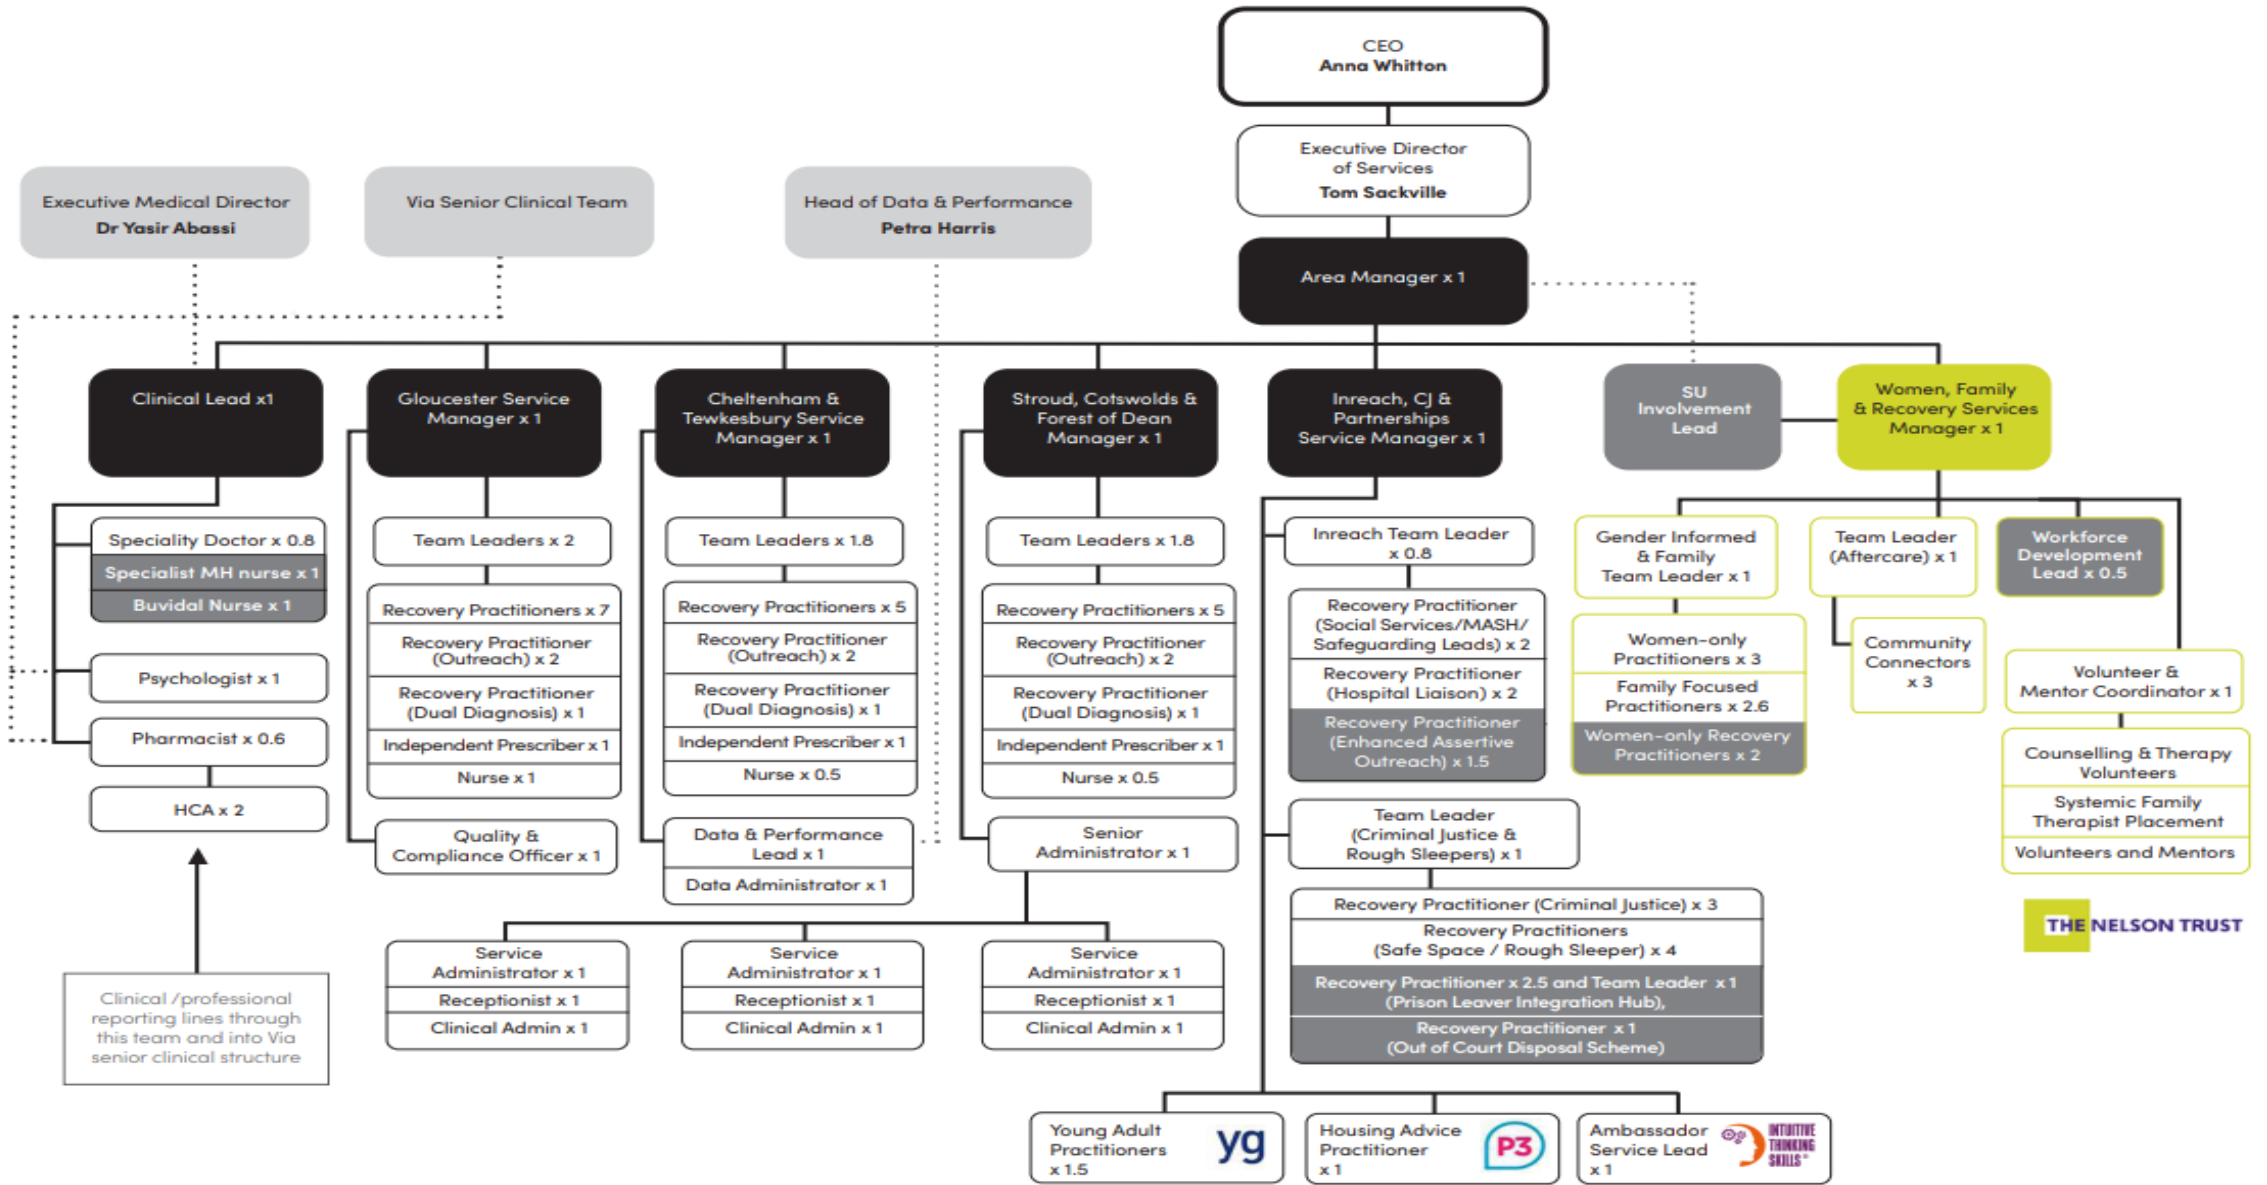 CEO
Anna Whitton
Executive Director
of Services
Tom Sackville
Executive Medical Director
Dr Yasir Abassi
Via Senior Clinical Team
Head of Data & Performance
Petra Harris
Area Manager x 1
Clinical Lead x1
Gloucester Service
Manager x 1
Cheltenham &
Tewkesbury Service
Manager x 1
Stroud, Cotswolds &
Forest of Dean
Manager x 1
Inreach, CJ &
Partnerships
Service Manager x 1
SU
Involvement
Lead
Women, Family
& Recovery Services
Manager x 1
Speciality Doctor x 0.8
Specialist MH nurse x 1
Buvidal Nurse x 1
Psychologist x 1
Pharmacist x 0.6
HCA x 2
Clinical /professional
reporting lines through
this team and into Via
senior clinical structure
Team Leaders x 2
Recovery Practitioners x 7
Recovery Practitioner
(Outreach) x 2
Recovery Practitioner
(Dual Diagnosis) x 1
Independent Prescriber x 1
Nurse x 1
Quality &
Compliance Officer x 1
Team Leaders x 1.8
Recovery Practitioners x 5
Recovery Practitioner
(Outreach) x 2
Recovery Practitioner
(Dual Diagnosis) x 1
Independent Prescriber x 1
Nurse x 0.5
Data & Performance
Lead x 1
Data Administrator x 1
Team Leaders x 1.8
Recovery Practitioners x 5
Recovery Practitioner
(Outreach) x 2
Recovery Practitioner
(Dual Diagnosis) x 1
Independent Prescriber x 1
Nurse x 0.5
Senior
Administrator x 1
Service
Administrator x 1
Receptionist x 1
Clinical Admin x 1
Service
Administrator x 1
Receptionist x 1
Clinical Admin x 1
Service
Administrator x 1
Receptionist x 1
Clinical Admin x 1
Inreach Team Leader
x 0.8
Recovery Practitioner
(Social Services/MASH/
Safeguarding Leads) x 2
Recovery Practitioner
(Hospital Liaison) x 2
Recovery Practitioner
(Enhanced Assertive
Outreach) x 1.5
Team Leader
(Criminal Justice &
Rough Sleepers) x 1
Recovery Practitioner (Criminal Justice) x 3
Recovery Practitioners
(Safe Space / Rough Sleeper) x 4
Recovery Practitioner x 2.5 and Team Leader x 1
(Prison Leaver Integration Hub),
Recovery Practitioner x 1
(Out of Court Disposal Scheme)
Young Adult
Practitioners
x 1.5
yg
Housing Advice
Practitioner
x 1
P3
Ambassador
Service Lead
x 1
INTUITIVE
THINKING
SKILLS
Gender Informed
& Family
Team Leader x 1
Women-only
Practitioners x 3
Family Focused
Practitioners x 2.6
Women-only Recovery
Practitioners x 2
Team Leader
(Aftercare) x 1
Community
Connectors
x 3
Workforce
Development
Lead x 0.5
Volunteer &
Mentor Coordinator x 1
Counselling & Therapy
Volunteers
Systemic Family
Therapist Placement
Volunteers and Mentors
THE NELSON TRUST